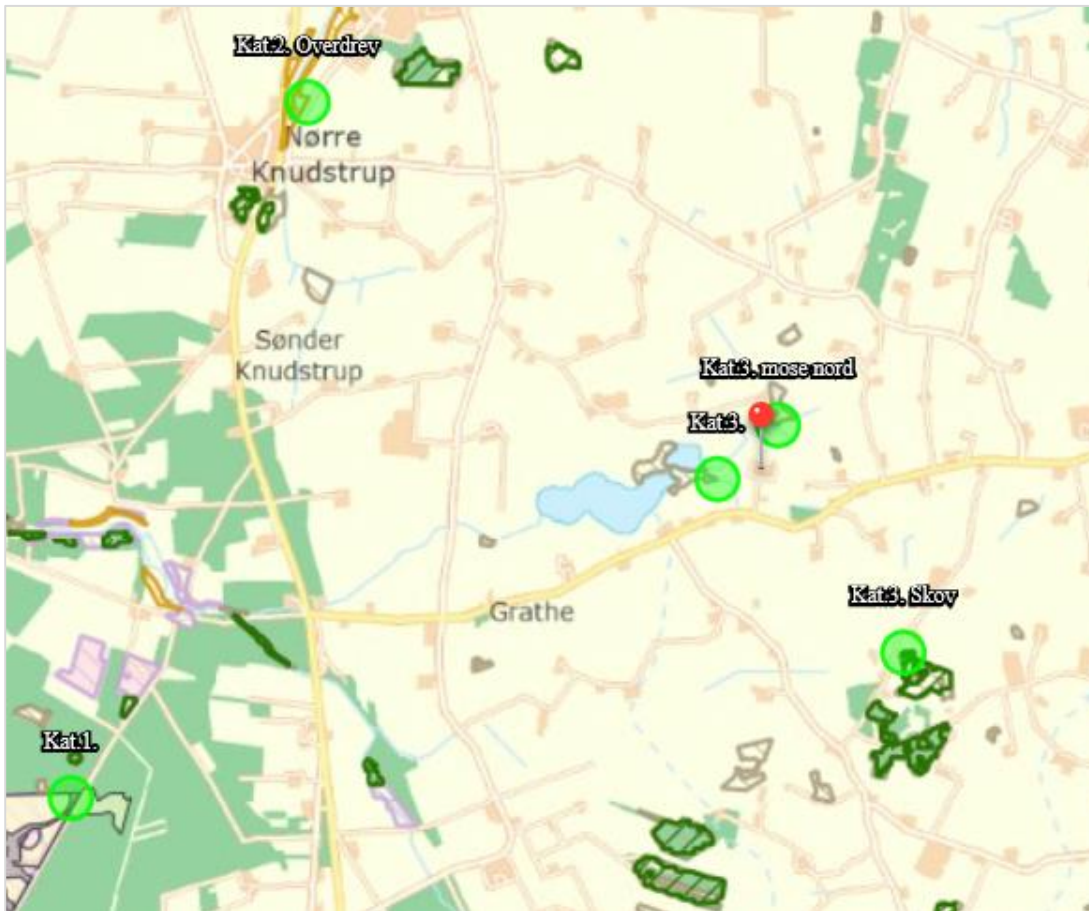 Kat.2. Overdrev
Nørre
Knudstrup
Sønder
Knudstrup
Kat.3. mose nord
Kat.3.
Grathe
Kat.3. Skov
Kat.1.